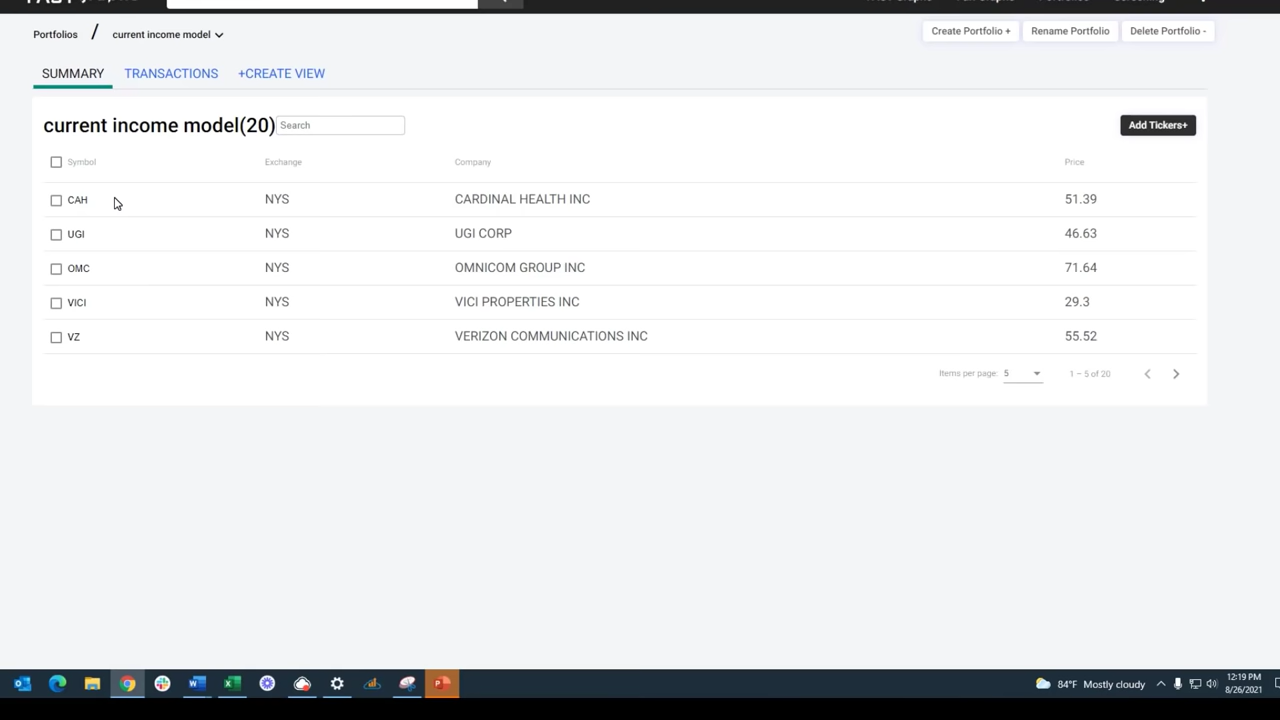 Portfolios / current income model
Create Portfolio + Rename Portfolio Delete Portfolio -
SUMMARY TRANSACTIONS +CREATE VIEW
current income model(20) Search Add Tickers+
Symbol Exchange Company Price
CAH NYS CARDINAL HEALTH INC 51.39
UGI NYS UGI CORP 46.63
OMC NYS OMNICOM GROUP INC 71.64
VICI NYS VICI PROPERTIES INC 29.3
VZ NYS VERIZON COMMUNICATIONS INC 55.52
Items per page: 5 1 – 5 of 20
84°F Mostly cloudy
12:19 PM
8/26/2021